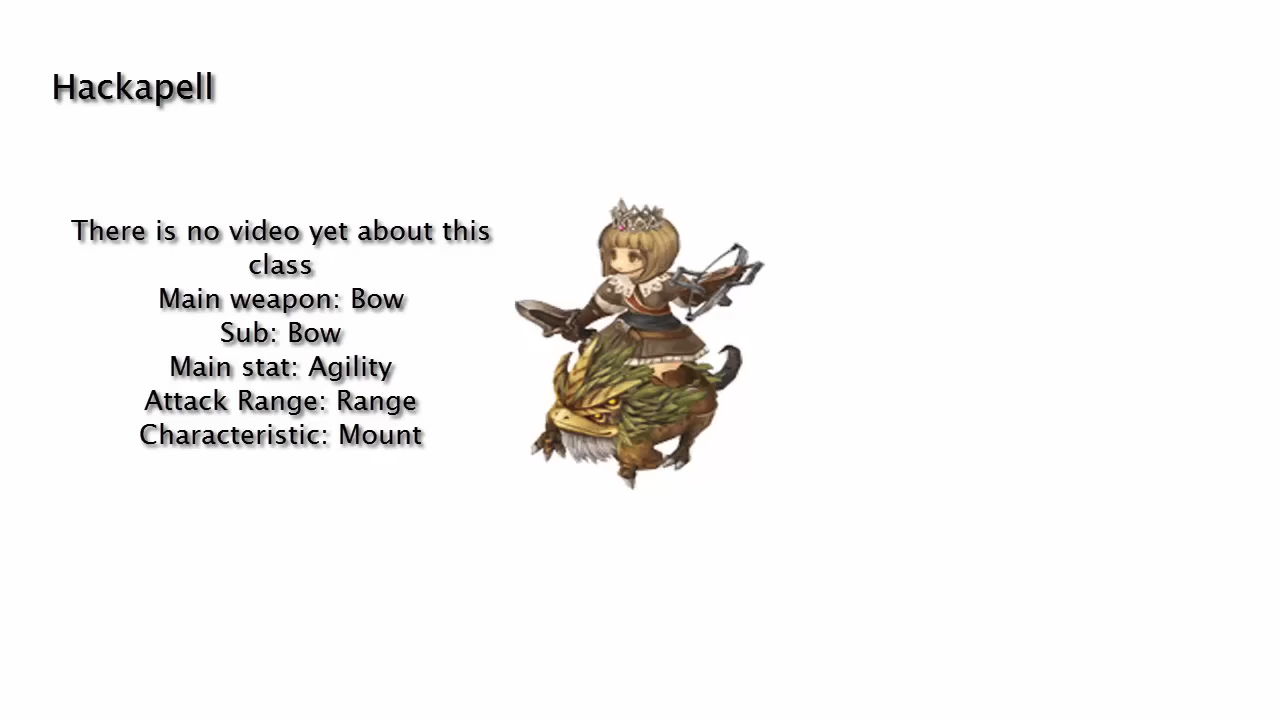 Hackapell
There is no video yet about this
class
Main weapon: Bow
Sub: Bow
Main stat: Agility
Attack Range: Range
Characteristic: Mount